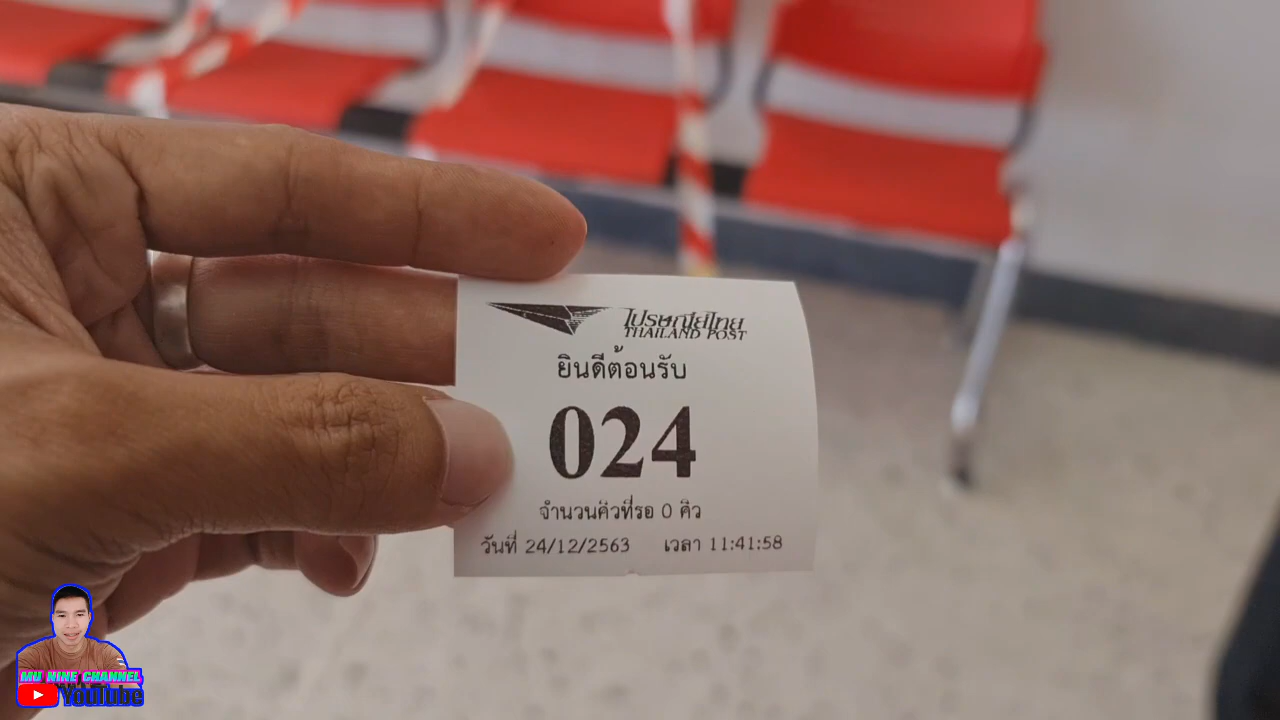 ไปรษณีย์ไทย
THAILAND POST
ยินดีต้อนรับ
024
จำนวนคิวที่รอ 0 คิว
วันที่ 24/12/2563 เวลา 11:41:58
MU NINE CHANNEL
YouTube